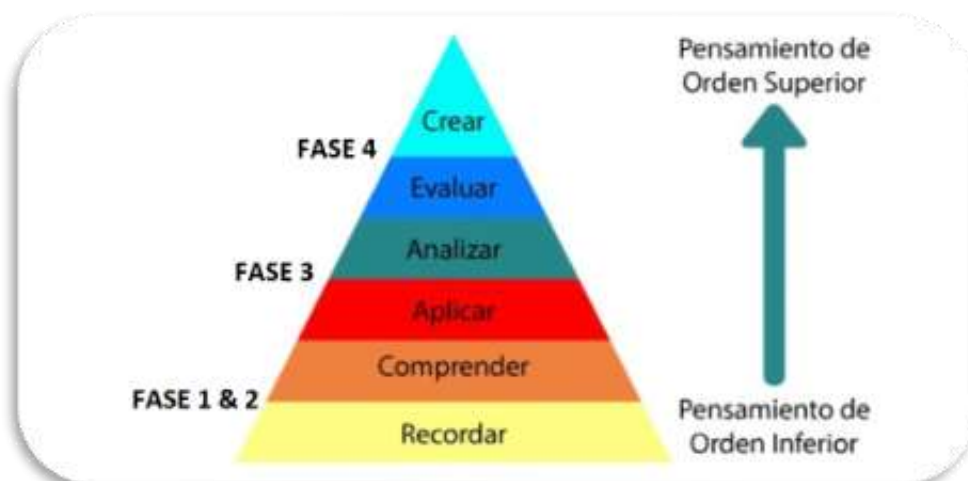 Pensamiento de
Orden Superior
Crear
FASE 4
Evaluar
Analizar
FASE 3
Aplicar
Comprender
FASE 1 & 2
Recordar
Pensamiento de
Orden Inferior